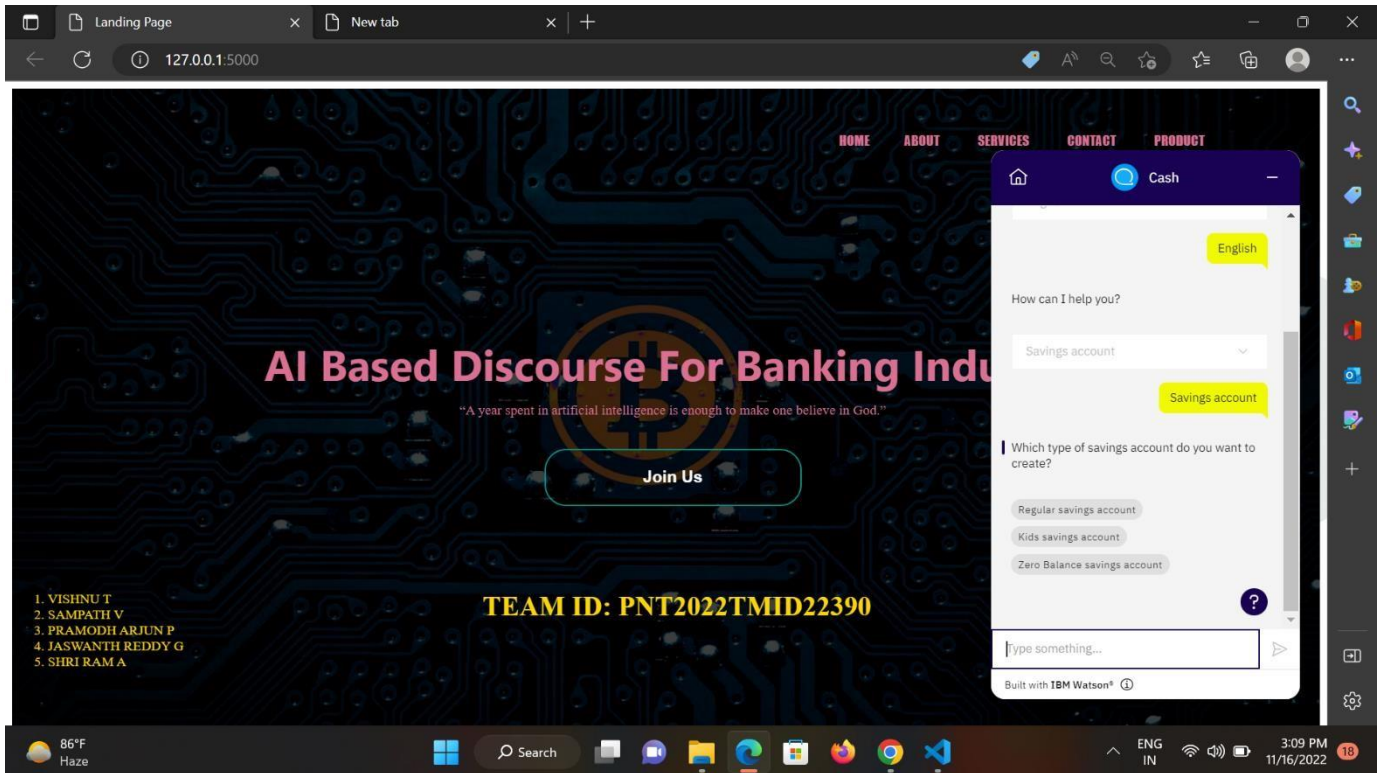 Landing Page
New tab
127.0.0.1:5000
HOME ABOUT SERVICES CONTACT PRODUCT
Cash
English
How can I help you?
Savings account
Savings account
Which type of savings account do you want to
create?
Regular savings account
Kids savings account
Zero Balance savings account
?
Type something...
Built with IBM Watson®
AI Based Discourse For Banking Indu
“A year spent in artificial intelligence is enough to make one believe in God.”
Join Us
TEAM ID: PNT2022TMID22390
1. VISHNU T
2. SAMPATH V
3. PRAMODH ARJUN P
4. JASWANTH REDDY G
5. SHRI RAM A
86°F
Haze
Search
ENG
IN
3:09 PM
11/16/2022
18